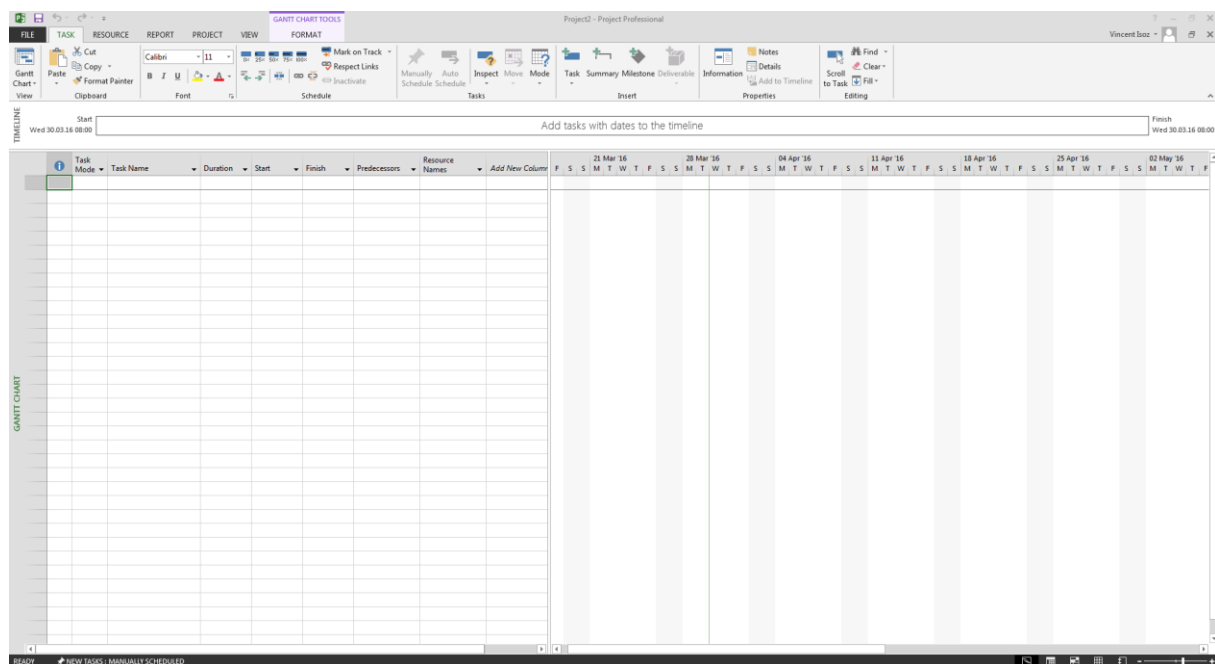 GANTT CHART TOOLS
Project2 - Project Professional
FILE TASK RESOURCE REPORT PROJECT VIEW FORMAT
Vincent Isoz
Gantt Chart
View
Paste
Cut
Copy
Format Painter
Clipboard
Calibri 11
B I U A
Font
0% 25% 50% 75% 100%
Mark on Track
Respect Links
Inactivate
Schedule
Manually Schedule
Auto Schedule
Inspect Move Mode
Tasks
Task Summary Milestone Deliverable
Insert
Information
Notes
Details
Add to Timeline
Properties
Scroll to Task
Find
Clear
Fill
Editing
TIMELINE
Start
Wed 30.03.16 08:00
Add tasks with dates to the timeline
Finish
Wed 30.03.16 08:00
Task Mode Task Name Duration Start Finish Predecessors Resource Names Add New Column
21 Mar '16 28 Mar '16 04 Apr '16 11 Apr '16 18 Apr '16 25 Apr '16 02 May '16
F S S M T W T F S S M T W T F S S M T W T F S S M T W T F S S M T W T F S S M T W T F S S M T W T F
GANTT CHART
READY NEW TASKS : MANUALLY SCHEDULED